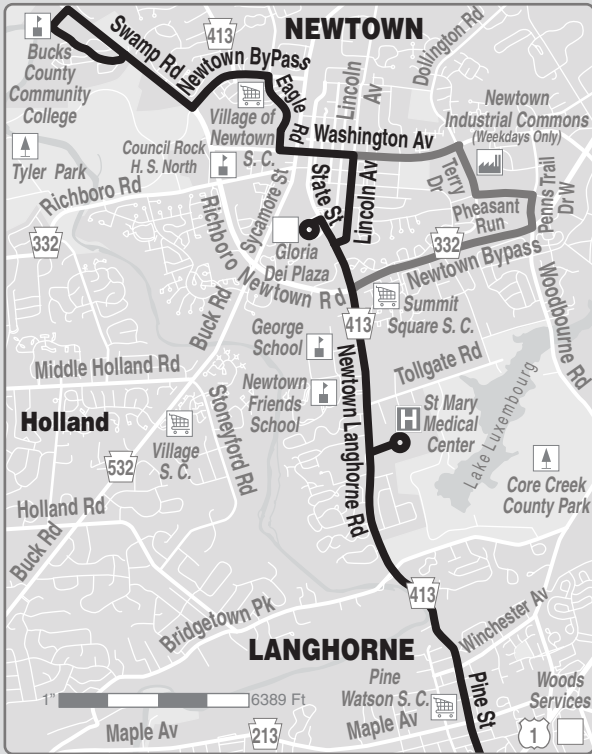 NEWTOWN
413
Swamp Rd
Newtown ByPass
Eagle
Rd
Lincoln
Av
Dollington Rd
Bucks
County
Community
College
Village of
Newtown
S. C.
Newtown
Industrial Commons
(Weekdays Only)
Washington Av
Tyler Park
Council Rock
H. S. North
Richboro Rd
Sycamore St
State St
Lincoln Av
Terry
Dr
Pheasant
Run
Penns Trail
Dr W
332
332
Newtown Bypass
Gloria
Dei Plaza
Richboro
Newtown Rd
Buck Rd
Woodbourne
Rd
413
Summit
Square S. C.
George
School
Middle Holland Rd
Tollgate Rd
Newtown
Friends
School
Newtown Langhorne Rd
Holland
Stoneyford Rd
H
St Mary
Medical
Center
Lake Luxembourg
Village
S. C.
532
Core Creek
County Park
Holland Rd
Buck Rd
413
Bridgetown Pk
Winchester Av
LANGHORNE
Pine
Watson S. C.
Pine St
Woods
Services
1"
6389 Ft
Maple Av
213
Maple Av
1